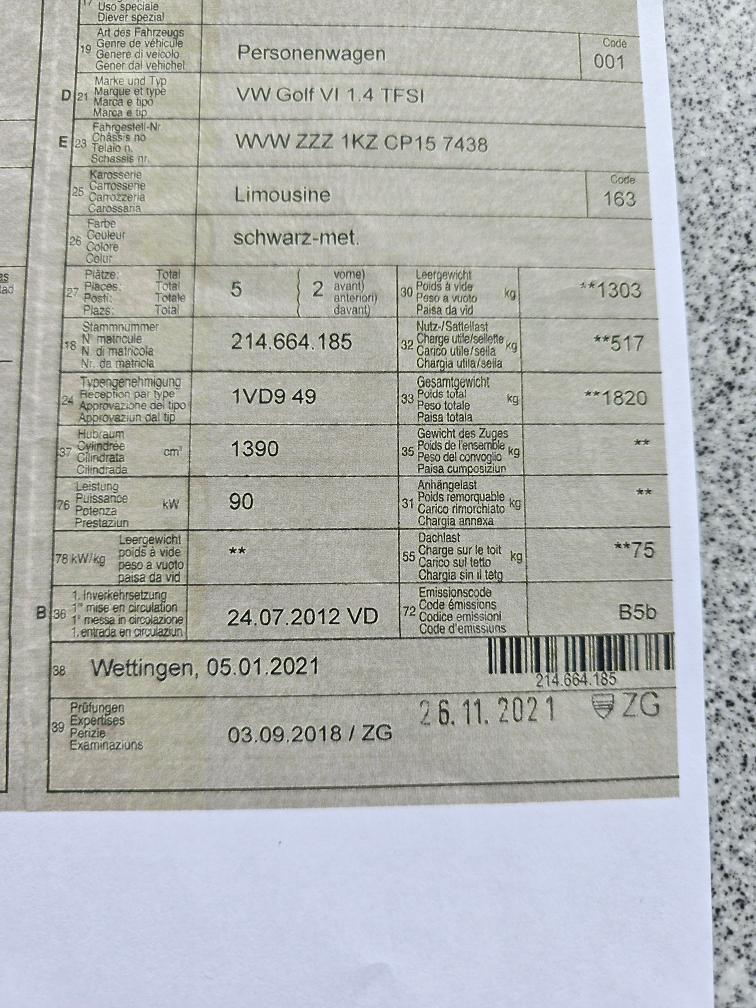 17
Uso speciale
Diever spezial
19
Art des Fahrzeugs
Genre de véhicule
Genere di veicolo
Gener dal vehichel
Personenwagen
Code
001
D 21
Marke und Typ
Marque et type
Marca e tipo
Marca e tip
VW Golf VI 1.4 TFSI
E 23
Fahrgestell-Nr
Châssis no
Telaio n.
Schassis nr.
WVW ZZZ 1KZ CP15 7438
25
Karosserie
Carrosserie
Carrozzeria
Carossaria
Limousine
Code
163
26
Farbe
Couleur
Colore
Colur
schwarz-met.
27
Plätze: Total
Places: Total
Posti: Totale
Plazs: Total
5
2
vorne)
avant)
anteriori)
davant)
30
Leergewicht
Poids à vide
Peso a vuoto
Paisa da vid
kg
**1303
18
Stammnummer
N° matricule
N. di matricola
Nr. da matricla
214.664.185
32
Nutz-/Sattellast
Charge utile/sellette
Carico utile/sella
Chargia utila/sella
kg
**517
24
Typengenehmigung
Réception par type
Approvazione del tipo
Approvaziun dal tip
1VD9 49
33
Gesamtgewicht
Poids total
Peso totale
Paisa totala
kg
**1820
37
Hubraum
Cylindrée
Cilindrata
Cilindrada
cm³
1390
35
Gewicht des Zuges
Poids de l'ensemble
Peso del convoglio
Paisa cumposiziun
kg
**
76
Leistung
Puissance
Potenza
Prestaziun
kW
90
31
Anhängelast
Poids remorquable
Carico rimorchiato
Chargia annexa
kg
**
78 kW/kg
Leergewicht
poids à vide
peso a vuoto
paisa da vid
**
55
Dachlast
Charge sur le toit
Carico sul tetto
Chargia sin il tetg
kg
**75
B 36
1. Inverkehrsetzung
1re mise en circulation
1a messa in circolazione
1. entrada en circulaziun
24.07.2012 VD
72
Emissionscode
Code émissions
Codice emissioni
Code d'emissiuns
B5b
38
Wettingen, 05.01.2021
214.664.185
39
Prüfungen
Expertises
Perizie
Examinaziuns
03.09.2018 / ZG
26.11.2021 ZG